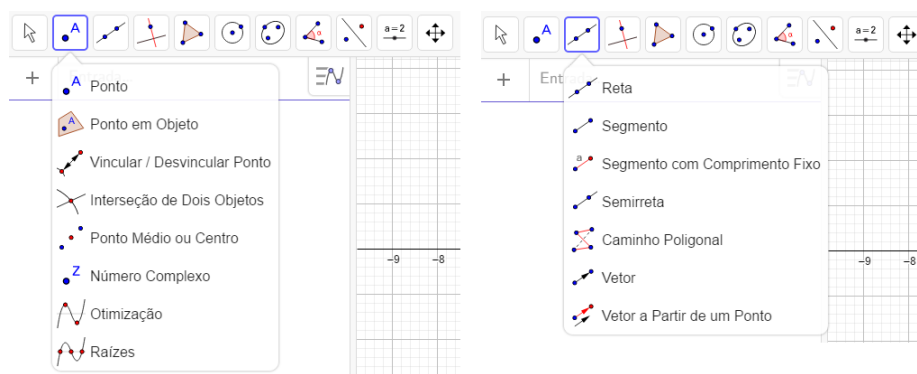 A
a=2
Entrada
A Ponto
A Ponto em Objeto
Vincular / Desvincular Ponto
Interseção de Dois Objetos
Ponto Médio ou Centro
Z Número Complexo
Otimização
Raízes
-9 -8
A
a=2
Reta
Segmento
a Segmento com Comprimento Fixo
Semirreta
Caminho Poligonal
Vetor
Vetor a Partir de um Ponto
-9 -8